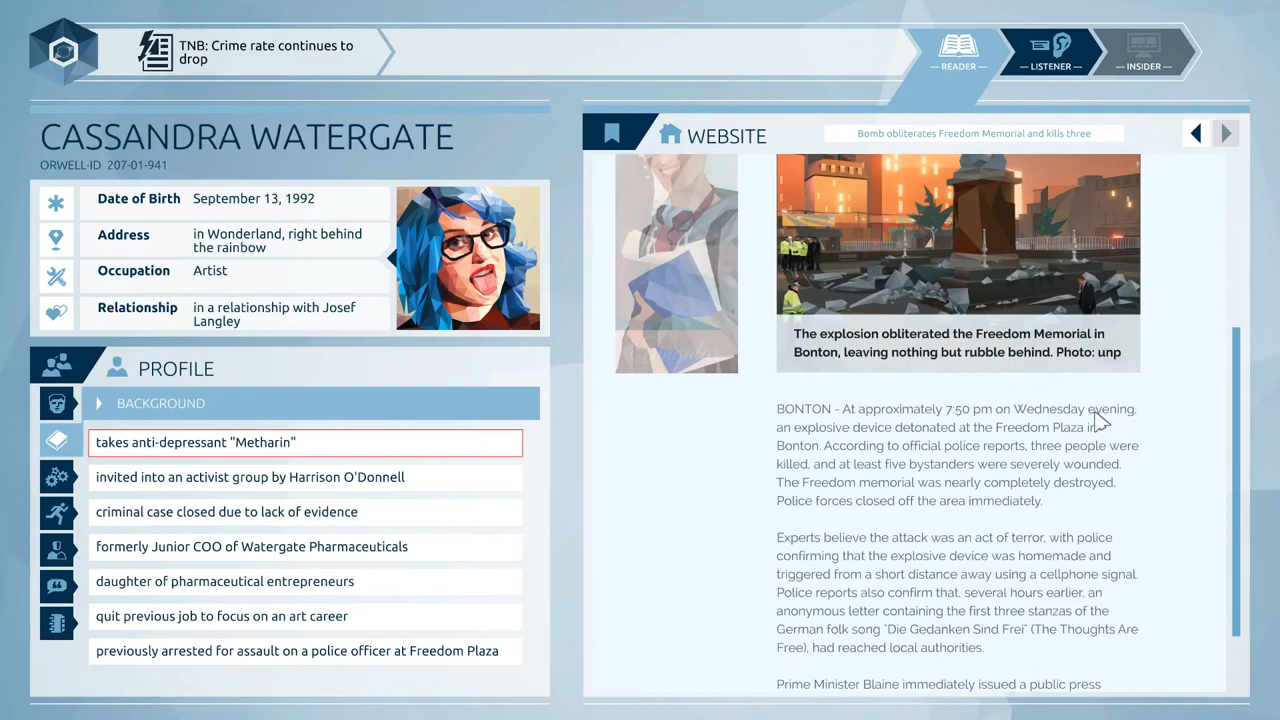 TNB: Crime rate continues to
drop
— READER —
— LISTENER —
— INSIDER —
CASSANDRA WATERGATE
ORWELL-ID 207-01-941
Date of Birth September 13, 1992
Address in Wonderland, right behind
the rainbow
Occupation Artist
Relationship in a relationship with Josef
Langley
PROFILE
BACKGROUND
takes anti-depressant "Metharin"
invited into an activist group by Harrison O'Donnell
criminal case closed due to lack of evidence
formerly Junior COO of Watergate Pharmaceuticals
daughter of pharmaceutical entrepreneurs
quit previous job to focus on an art career
previously arrested for assault on a police officer at Freedom Plaza
WEBSITE
Bomb obliterates Freedom Memorial and kills three
The explosion obliterated the Freedom Memorial in
Bonton, leaving nothing but rubble behind. Photo: unp
BONTON - At approximately 7:50 pm on Wednesday evening,
an explosive device detonated at the Freedom Plaza in
Bonton. According to official police reports, three people were
killed, and at least five bystanders were severely wounded.
The Freedom memorial was nearly completely destroyed.
Police forces closed off the area immediately.
Experts believe the attack was an act of terror, with police
confirming that the explosive device was homemade and
triggered from a short distance away using a cellphone signal.
Police reports also confirm that, several hours earlier, an
anonymous letter containing the first three stanzas of the
German folk song "Die Gedanken Sind Frei" (The Thoughts Are
Free), had reached local authorities.
Prime Minister Blaine immediately issued a public press